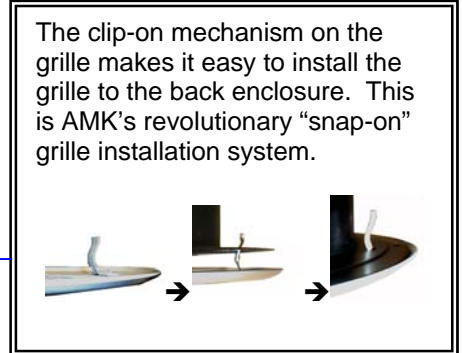 The clip-on mechanism on the
grille makes it easy to install the
grille to the back enclosure.  This
is AMK’s revolutionary “snap-on”
grille installation system.
➔ ➔